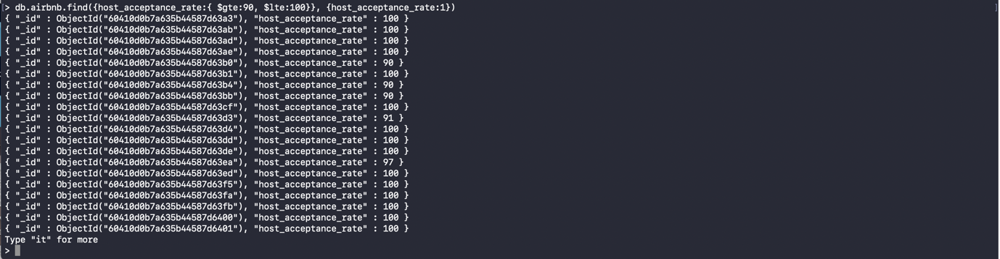 > db.airbnb.find({host_acceptance_rate:{ $gte:90, $lte:100}}, {host_acceptance_rate:1})
{ "_id" : ObjectId("60410d0b7a635b44587d63a3"), "host_acceptance_rate" : 100 }
{ "_id" : ObjectId("60410d0b7a635b44587d63ab"), "host_acceptance_rate" : 100 }
{ "_id" : ObjectId("60410d0b7a635b44587d63ad"), "host_acceptance_rate" : 100 }
{ "_id" : ObjectId("60410d0b7a635b44587d63ae"), "host_acceptance_rate" : 100 }
{ "_id" : ObjectId("60410d0b7a635b44587d63b0"), "host_acceptance_rate" : 90 }
{ "_id" : ObjectId("60410d0b7a635b44587d63b1"), "host_acceptance_rate" : 100 }
{ "_id" : ObjectId("60410d0b7a635b44587d63b4"), "host_acceptance_rate" : 90 }
{ "_id" : ObjectId("60410d0b7a635b44587d63bb"), "host_acceptance_rate" : 90 }
{ "_id" : ObjectId("60410d0b7a635b44587d63cf"), "host_acceptance_rate" : 100 }
{ "_id" : ObjectId("60410d0b7a635b44587d63d3"), "host_acceptance_rate" : 91 }
{ "_id" : ObjectId("60410d0b7a635b44587d63d4"), "host_acceptance_rate" : 100 }
{ "_id" : ObjectId("60410d0b7a635b44587d63dd"), "host_acceptance_rate" : 100 }
{ "_id" : ObjectId("60410d0b7a635b44587d63de"), "host_acceptance_rate" : 100 }
{ "_id" : ObjectId("60410d0b7a635b44587d63ea"), "host_acceptance_rate" : 97 }
{ "_id" : ObjectId("60410d0b7a635b44587d63ed"), "host_acceptance_rate" : 100 }
{ "_id" : ObjectId("60410d0b7a635b44587d63f5"), "host_acceptance_rate" : 100 }
{ "_id" : ObjectId("60410d0b7a635b44587d63fa"), "host_acceptance_rate" : 100 }
{ "_id" : ObjectId("60410d0b7a635b44587d63fb"), "host_acceptance_rate" : 100 }
{ "_id" : ObjectId("60410d0b7a635b44587d6400"), "host_acceptance_rate" : 100 }
{ "_id" : ObjectId("60410d0b7a635b44587d6401"), "host_acceptance_rate" : 100 }
Type "it" for more
>